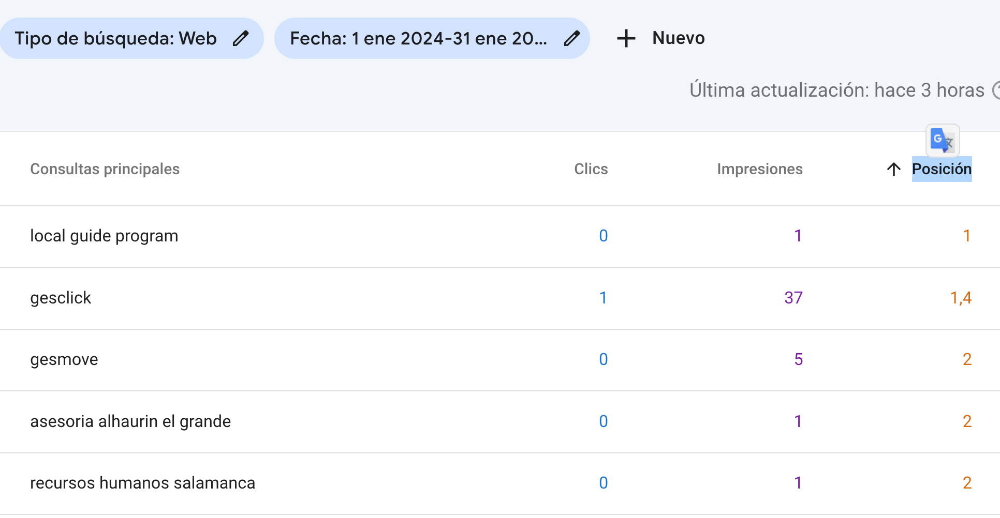 Tipo de búsqueda: Web
Fecha: 1 ene 2024-31 ene 20...
Nuevo
Última actualización: hace 3 horas
Consultas principales Clics Impresiones Posición
local guide program 0 1 1
gesclick 1 37 1,4
gesmove 0 5 2
asesoria alhaurin el grande 0 1 2
recursos humanos salamanca 0 1 2